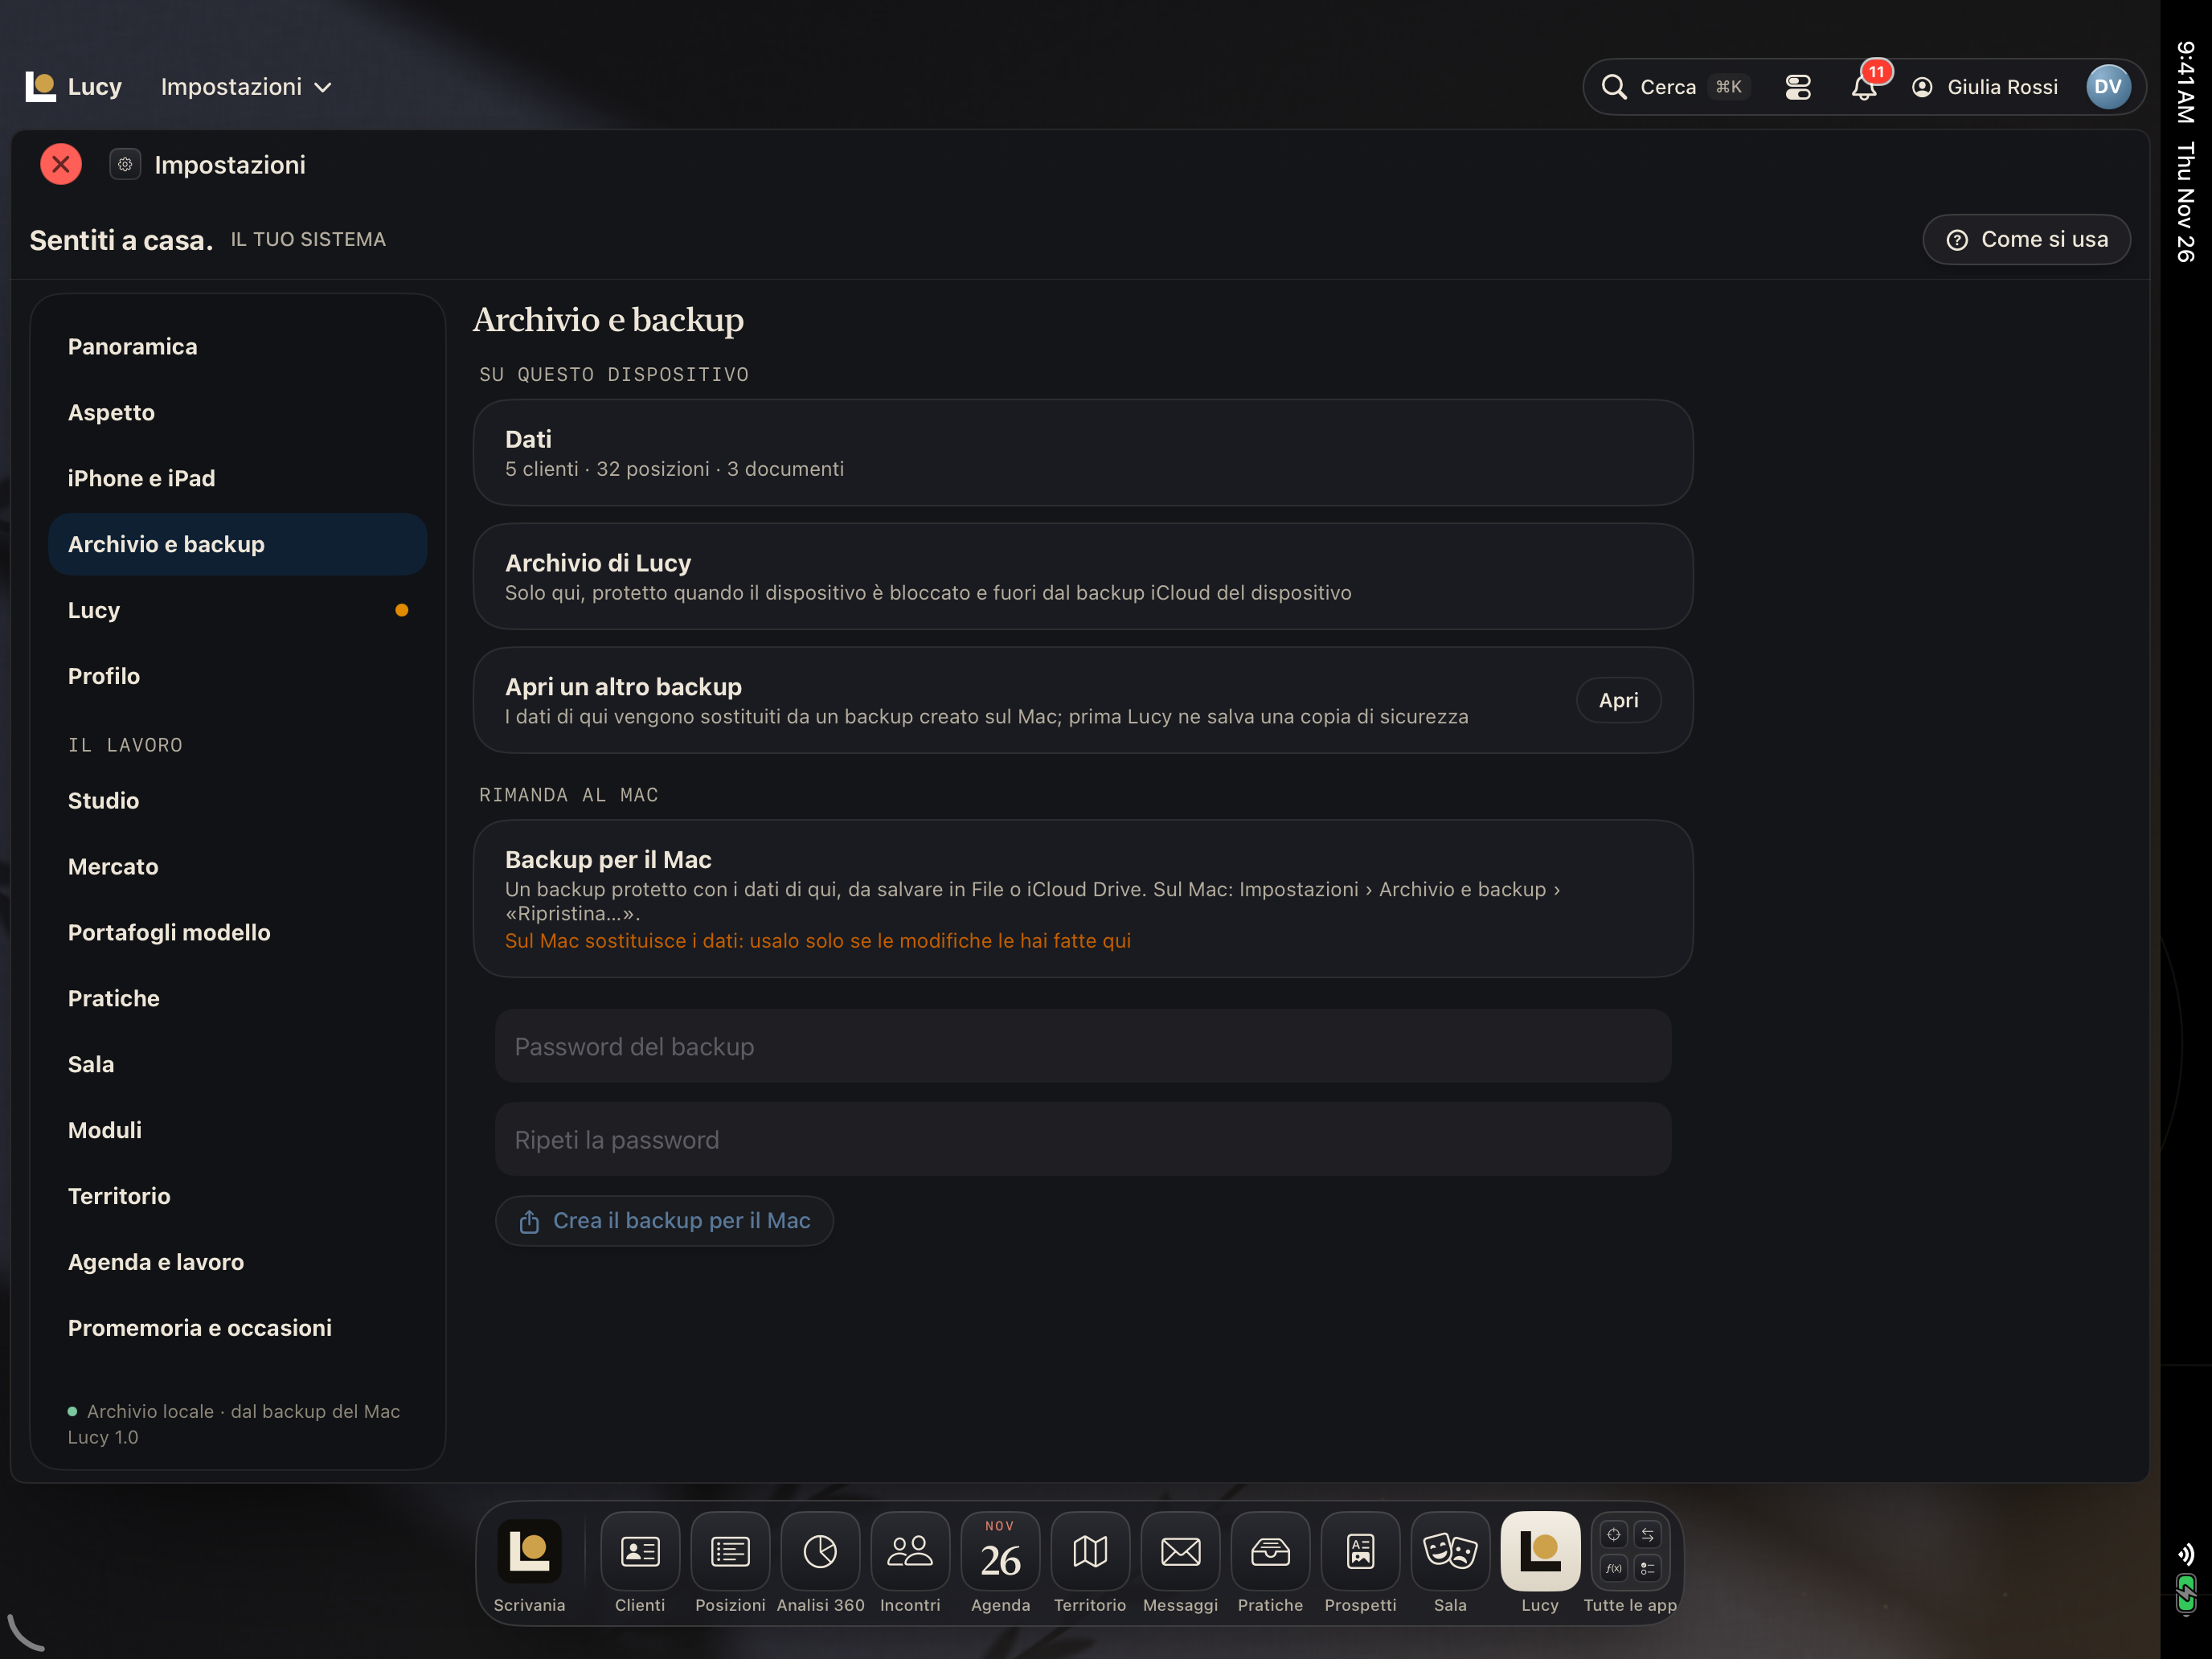 Lucy
Impostazioni
Cerca ⌘K
11
Giulia Rossi
DV
9:41 AM Thu Nov 26
Impostazioni
Sentiti a casa. IL TUO SISTEMA
Come si usa
Panoramica
Aspetto
iPhone e iPad
Archivio e backup
Lucy
Profilo
IL LAVORO
Studio
Mercato
Portafogli modello
Pratiche
Sala
Moduli
Territorio
Agenda e lavoro
Promemoria e occasioni
Archivio locale · dal backup del Mac
Lucy 1.0
Archivio e backup
SU QUESTO DISPOSITIVO
Dati
5 clienti · 32 posizioni · 3 documenti
Archivio di Lucy
Solo qui, protetto quando il dispositivo è bloccato e fuori dal backup iCloud del dispositivo
Apri un altro backup
I dati di qui vengono sostituiti da un backup creato sul Mac; prima Lucy ne salva una copia di sicurezza
Apri
RIMANDA AL MAC
Backup per il Mac
Un backup protetto con i dati di qui, da salvare in File o iCloud Drive. Sul Mac: Impostazioni › Archivio e backup ›
«Ripristina…».
Sul Mac sostituisce i dati: usalo solo se le modifiche le hai fatte qui
Password del backup
Ripeti la password
Crea il backup per il Mac
NOV
26
f(x)
Scrivania
Clienti
Posizioni
Analisi 360
Incontri
Agenda
Territorio
Messaggi
Pratiche
Prospetti
Sala
Lucy
Tutte le app